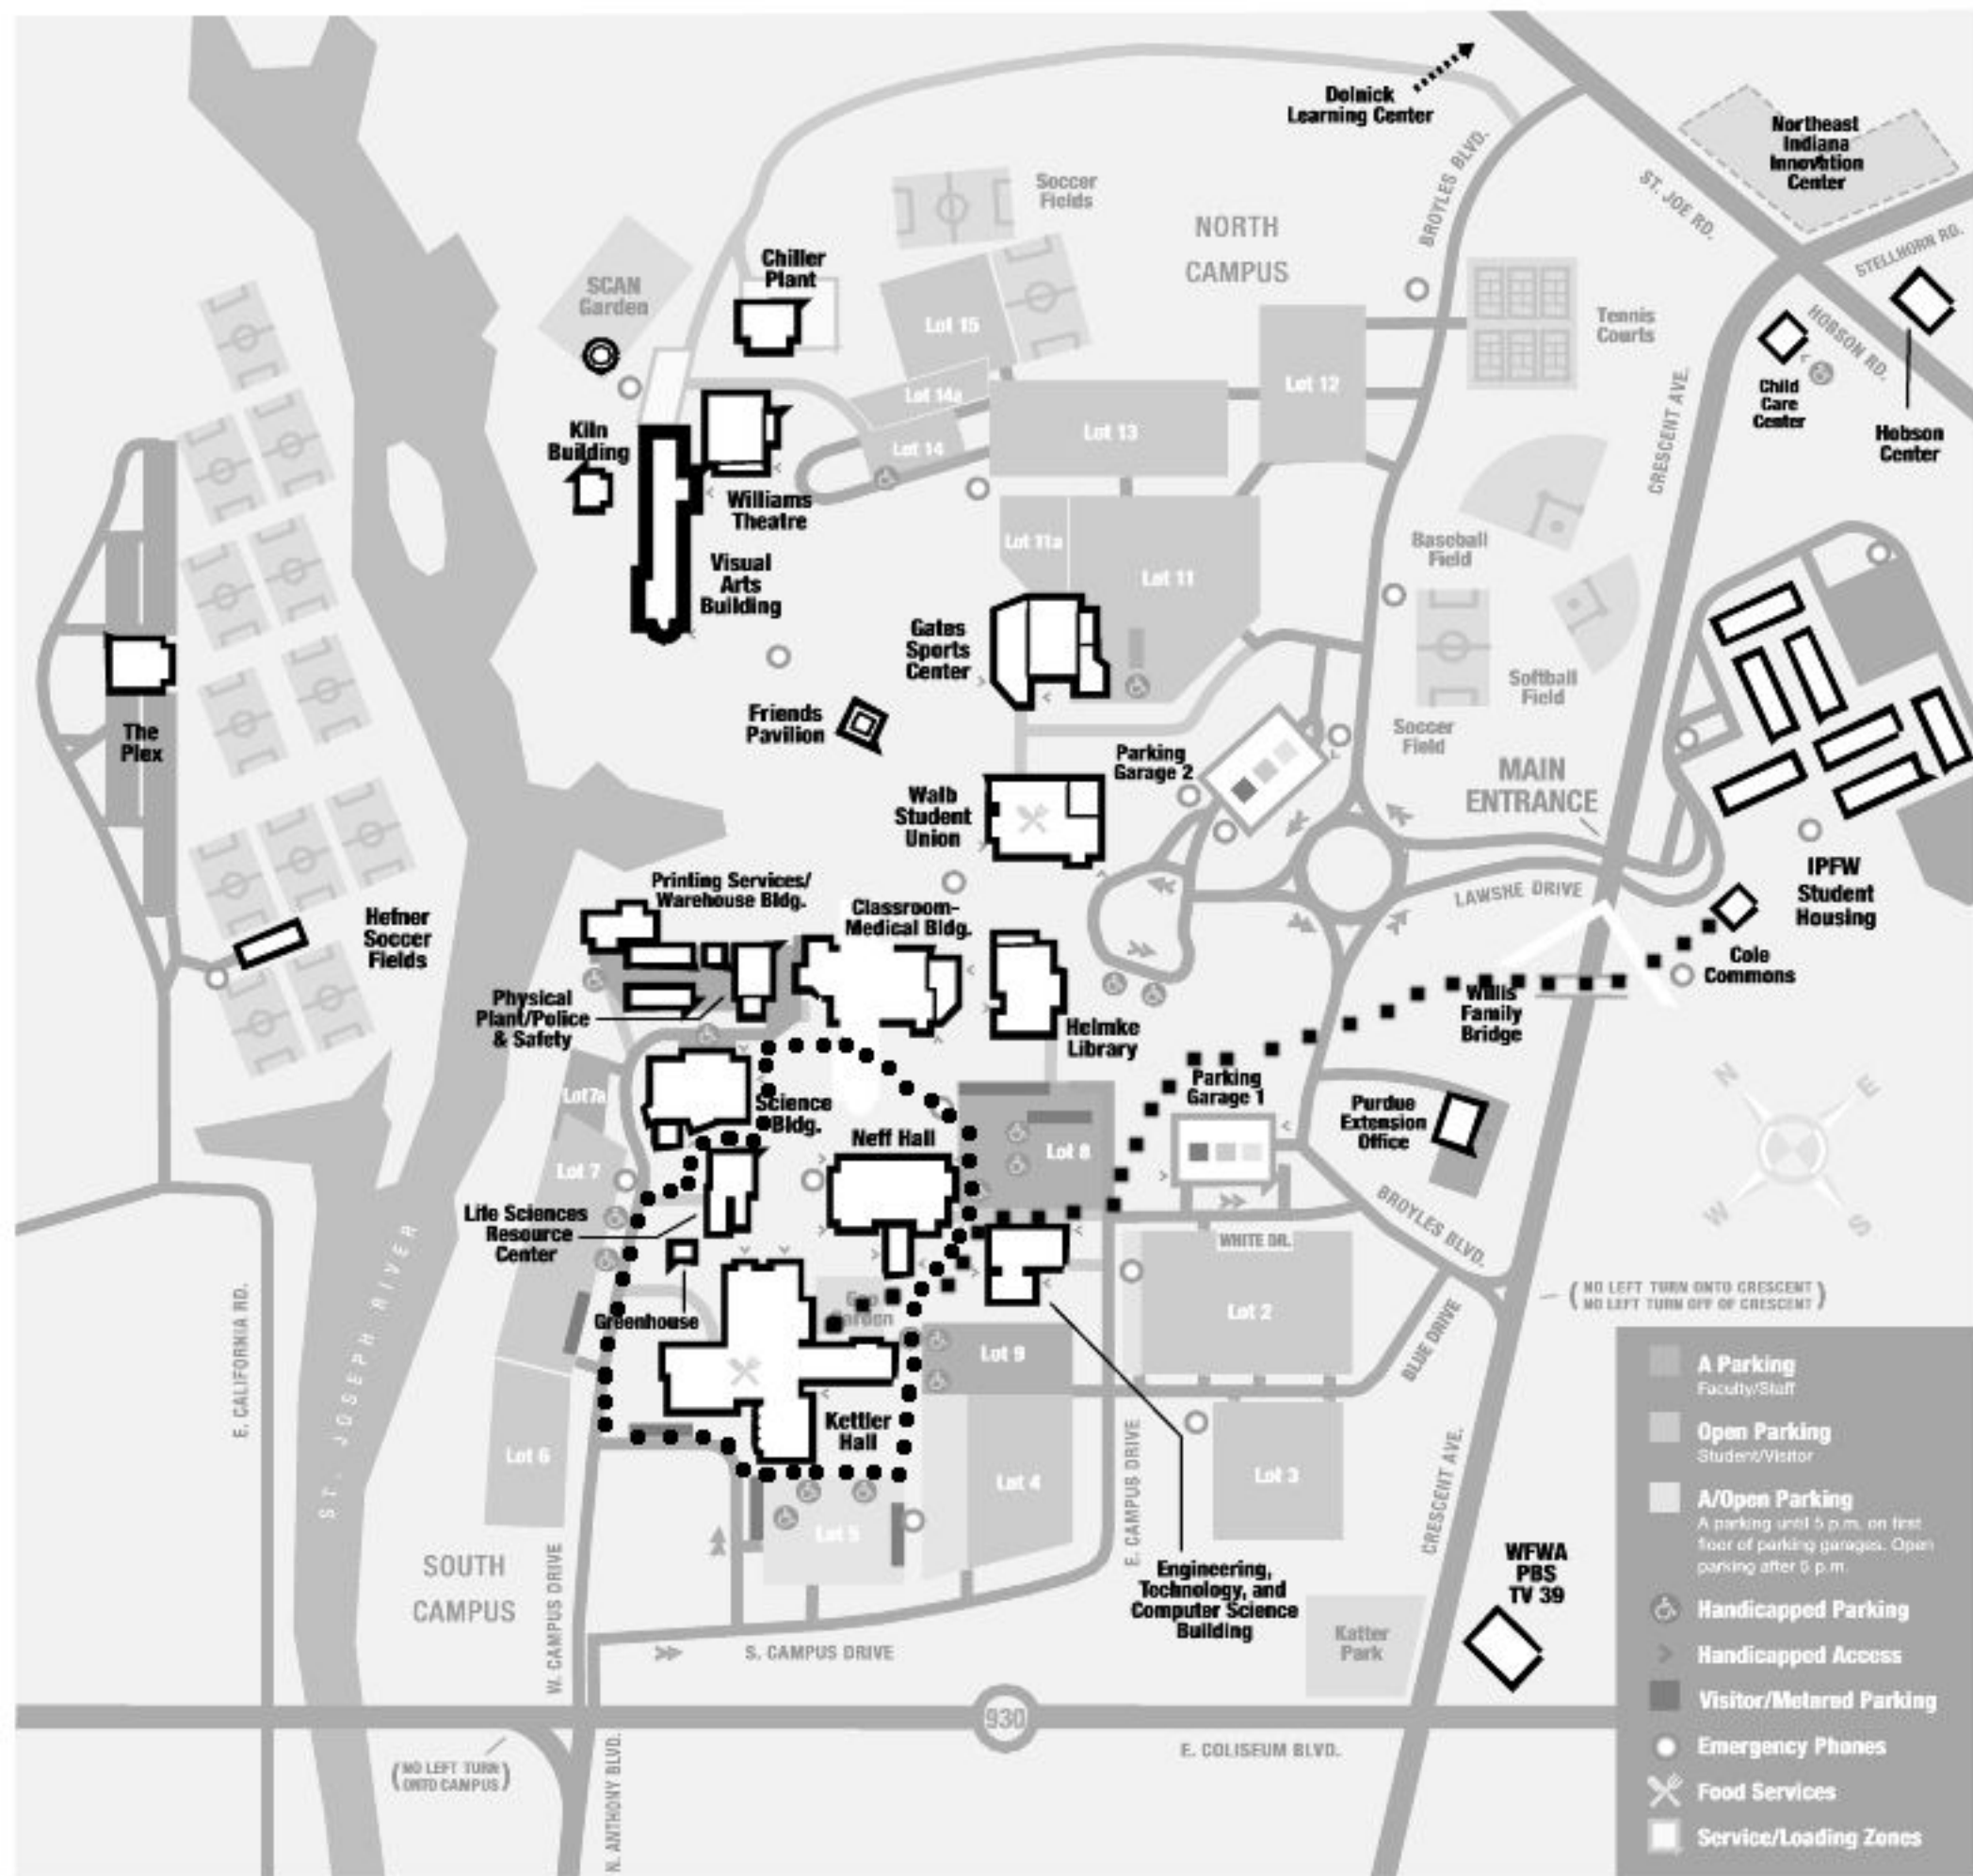 Dolnick
Learning Center
BROYLES BLVD.
Northeast
Indiana
Innovation
Center
ST. JOE RD.
STELLHORN RD.
HOBSON RD.
Soccer
Fields
NORTH
CAMPUS
Chiller
Plant
SCAN
Garden
Lot 15
Tennis
Courts
Child
Care
Center
Hobson
Center
CRESCENT AVE.
Lot 14a
Lot 12
Lot 14
Lot 13
Kiln
Building
Williams
Theatre
Visual
Arts
Building
Lot 11a
Lot 11
Baseball
Field
Gates
Sports
Center
Softball
Field
Soccer
Field
The
Plex
Friends
Pavilion
Parking
Garage 2
MAIN
ENTRANCE
Walb
Student
Union
LAWSHE DRIVE
IPFW
Student
Housing
Printing Services/
Warehouse Bldg.
Classroom-
Medical Bldg.
Hefner
Soccer
Fields
Cole
Commons
Physical
Plant/Police
& Safety
Helmke
Library
Willis
Family
Bridge
N
E
W
S
Lot7a
Science
Bldg.
Neff Hall
Lot 8
Parking
Garage 1
Purdue
Extension
Office
Lot 7
Life Sciences
Resource
Center
BROYLES BLVD.
WHITE DR.
Greenhouse
Garden
Lot 2
(NO LEFT TURN ONTO CRESCENT)
(NO LEFT TURN OFF OF CRESCENT)
Lot 9
BLUE DRIVE
E. CALIFORNIA RD.
ST. JOSEPH RIVER
Kettler
Hall
Lot 6
Lot 4
Lot 3
Lot 5
E. CAMPUS DRIVE
CRESCENT AVE.
SOUTH
CAMPUS
W. CAMPUS DRIVE
Engineering,
Technology, and
Computer Science
Building
WFWA
PBS
TV 39
Katter
Park
S. CAMPUS DRIVE
930
E. COLISEUM BLVD.
(NO LEFT TURN
ONTO CAMPUS)
N. ANTHONY BLVD.
A Parking
Faculty/Staff
Open Parking
Student/Visitor
A/Open Parking
A parking until 5 p.m. on first
floor of parking garages. Open
parking after 5 p.m.
Handicapped Parking
Handicapped Access
Visitor/Metered Parking
Emergency Phones
Food Services
Service/Loading Zones